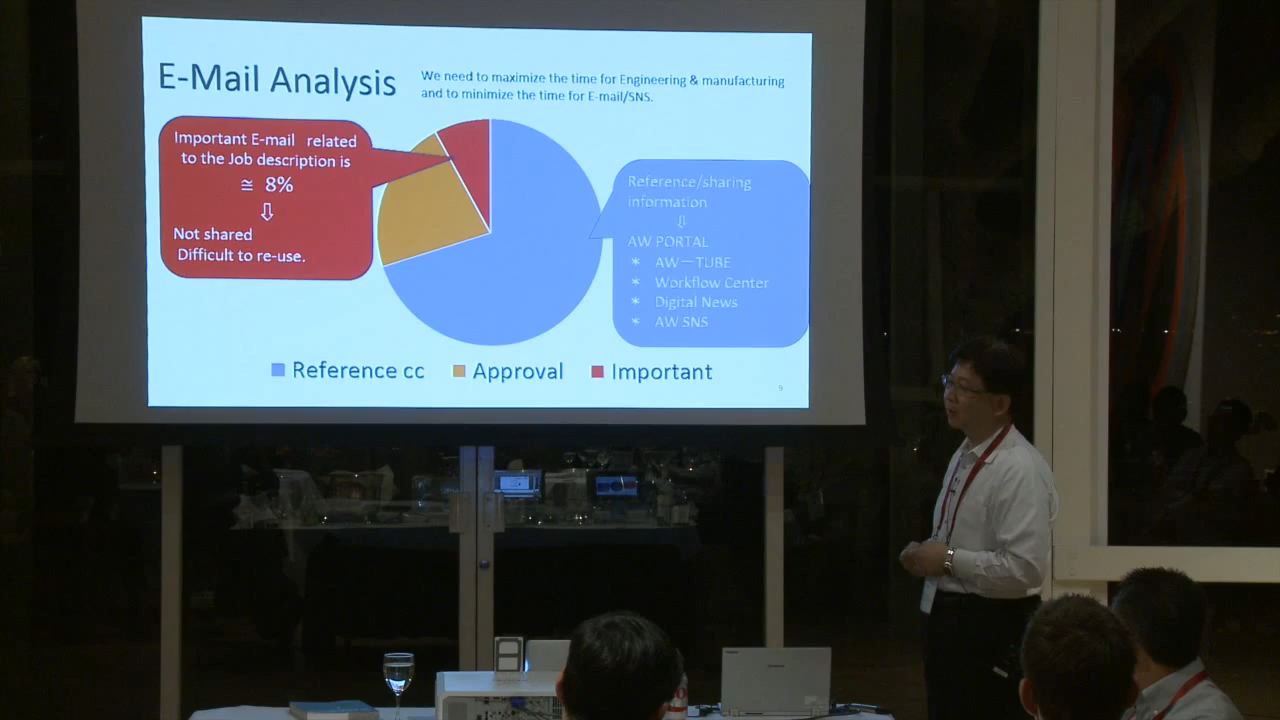 E-Mail Analysis
We need to maximize the time for Engineering & manufacturing
and to minimize the time for E-mail/SNS.
Important E-mail related
to the Job description is
≅ 8%
⇩
Not shared
Difficult to re-use.
Reference/sharing
information
⇩
AW PORTAL
* AW－TUBE
* Workflow Center
* Digital News
* AW SNS
Reference cc
Approval
Important
9